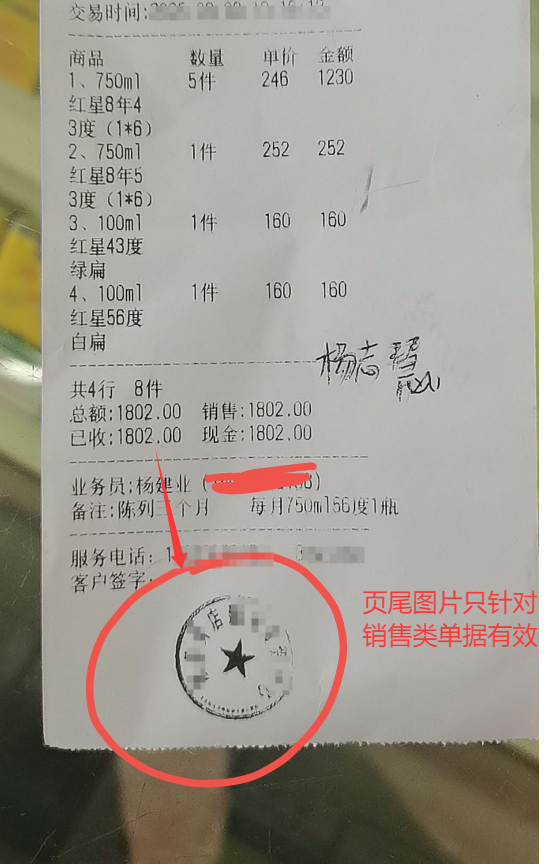 交易时间:
商品 数量 单价 金额
1、750ml 5件 246 1230
红星8年4
3度（1*6）
2、750ml 1件 252 252
红星8年5
3度（1*6）
3、100ml 1件 160 160
红星43度
绿扁
4、100ml 1件 160 160
红星56度
白扁
杨志
共4行 8件
总额:1802.00 销售:1802.00
已收:1802.00 现金:1802.00
业务员:杨建业（
备注:陈列三个月 每月750ml56度1瓶
服务电话: 1
客户签字:
店
页尾图片只针对
销售类单据有效